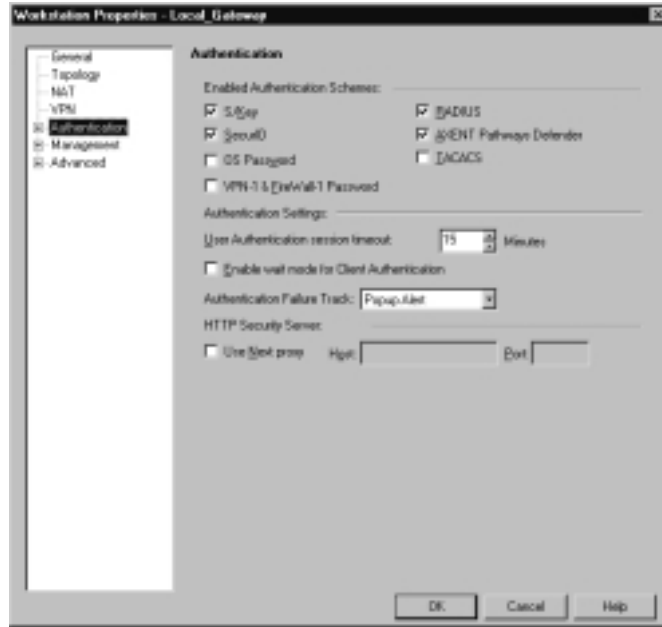 Workstation Properties - Local_Gateway
General
Topology
NAT
VPN
Authentication
Management
Advanced
Authentication
Enabled Authentication Schemes:
S/Key
RADIUS
SecurID
AXENT Pathways Defender
OS Password
TACACS
VPN-1 & FireWall-1 Password
Authentication Settings:
User Authentication session timeout: 15 Minutes
Enable wait mode for Client Authentication
Authentication Failure Track: Popup Alert
HTTP Security Server:
Use Next proxy Host: Port:
OK Cancel Help